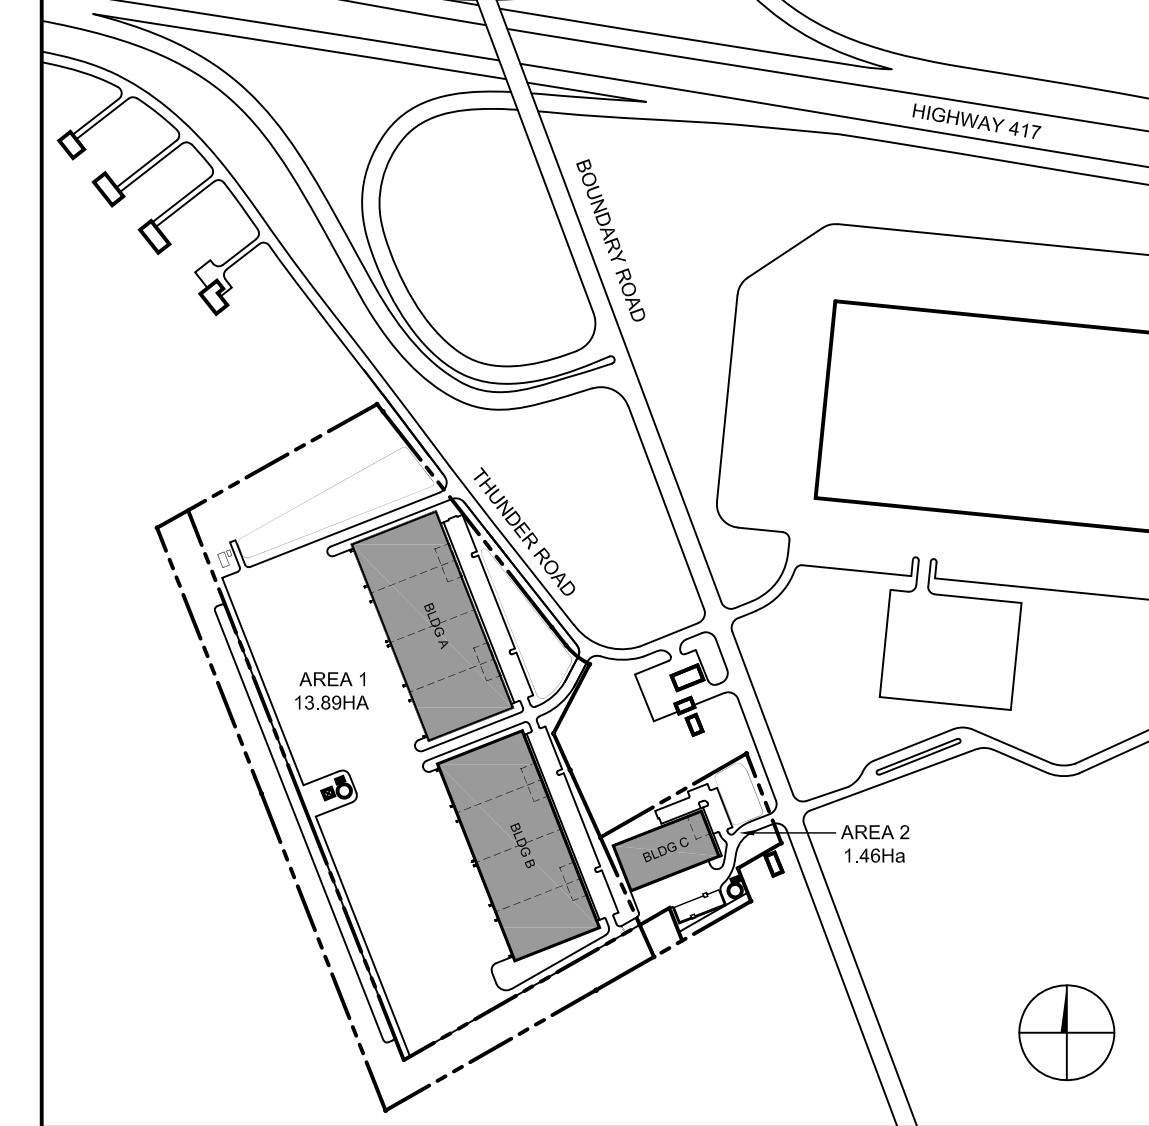 HIGHWAY 417
BOUNDARY ROAD
THUNDER ROAD
BLDG A
AREA 1
13.89HA
BLDG B
BLDG C
AREA 2
1.46Ha